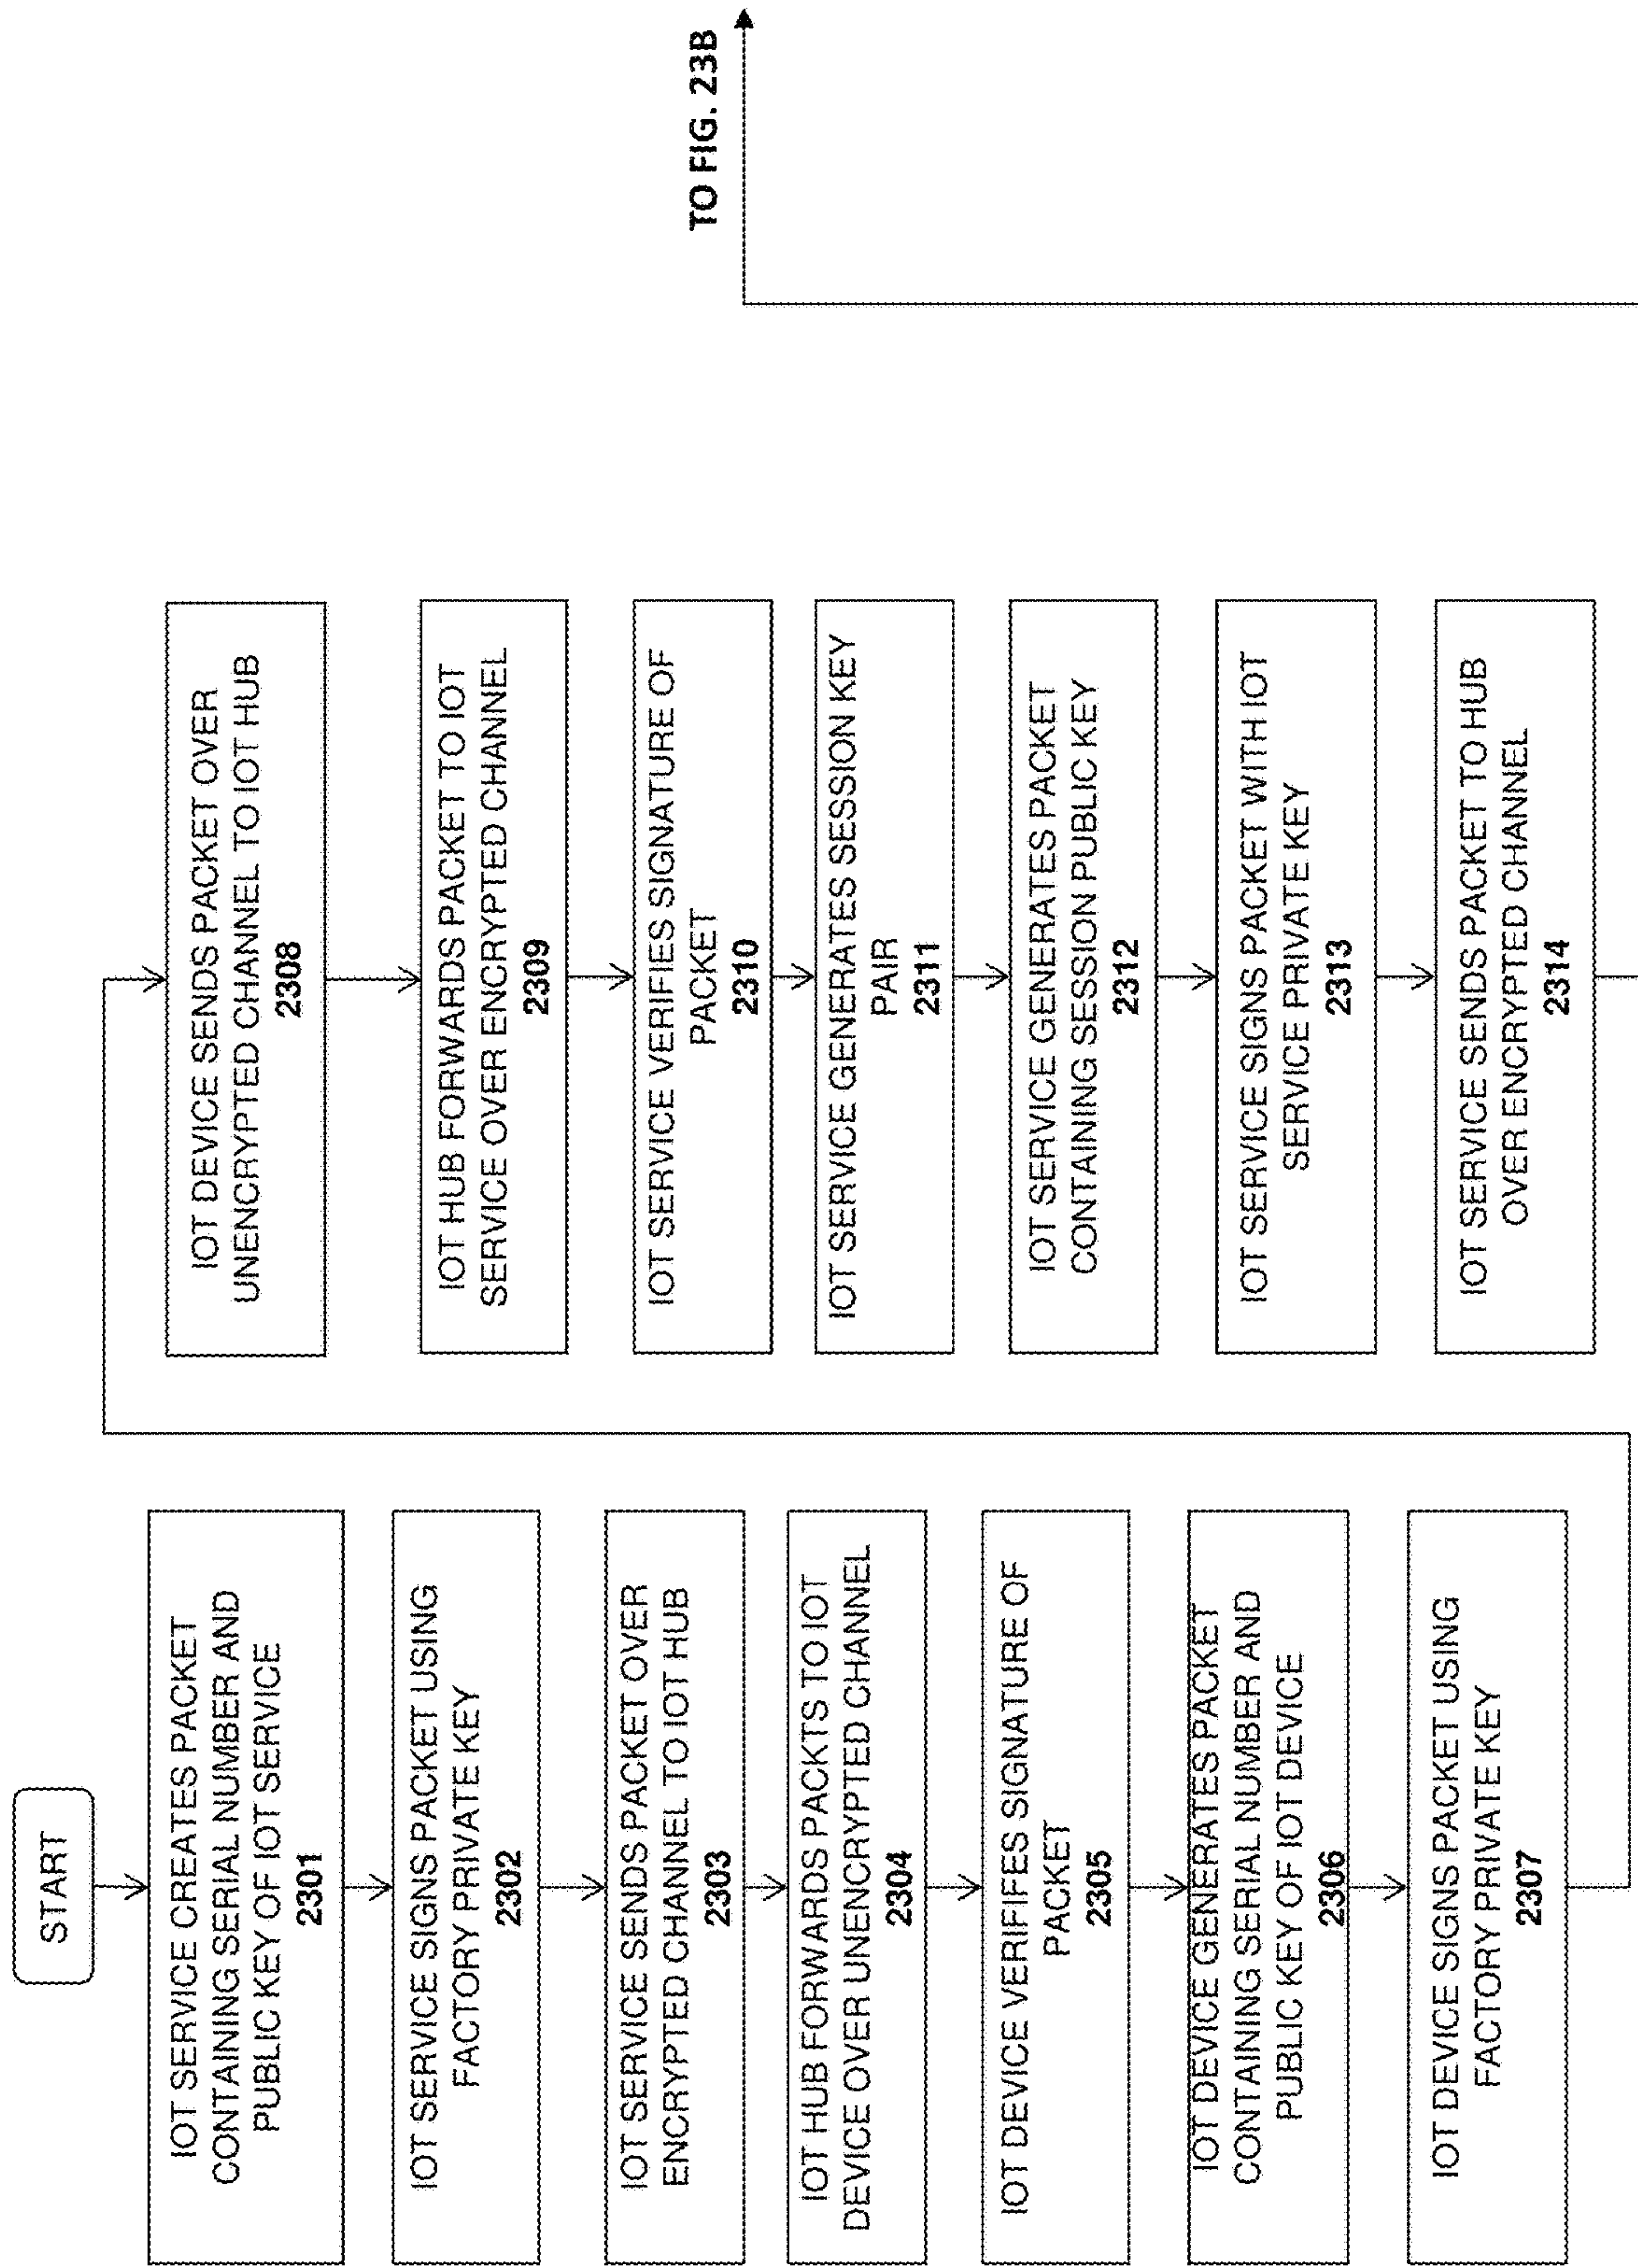 START
IOT SERVICE CREATES PACKET
CONTAINING SERIAL NUMBER AND
PUBLIC KEY OF IOT SERVICE
2301
IOT SERVICE SIGNS PACKET USING
FACTORY PRIVATE KEY
2302
IOT SERVICE SENDS PACKET OVER
ENCRYPTED CHANNEL TO IOT HUB
2303
IOT HUB FORWARDS PACKTS TO IOT
DEVICE OVER UNENCRYPTED CHANNEL
2304
IOT DEVICE VERIFIFES SIGNATURE OF
PACKET
2305
IOT DEVICE GENERATES PACKET
CONTAINING SERIAL NUMBER AND
PUBLIC KEY OF IOT DEVICE
2306
IOT DEVICE SIGNS PACKET USING
FACTORY PRIVATE KEY
2307
IOT DEVICE SENDS PACKET OVER
UNENCRYPTED CHANNEL TO IOT HUB
2308
IOT HUB FORWARDS PACKET TO IOT
SERVICE OVER ENCRYPTED CHANNEL
2309
IOT SERVICE VERIFIES SIGNATURE OF
PACKET
2310
IOT SERVICE GENERATES SESSION KEY
PAIR
2311
IOT SERVICE GENERATES PACKET
CONTAINING SESSION PUBLIC KEY
2312
IOT SERVICE SIGNS PACKET WITH IOT
SERVICE PRIVATE KEY
2313
IOT SERVICE SENDS PACKET TO HUB
OVER ENCRYPTED CHANNEL
2314
TO FIG. 23B